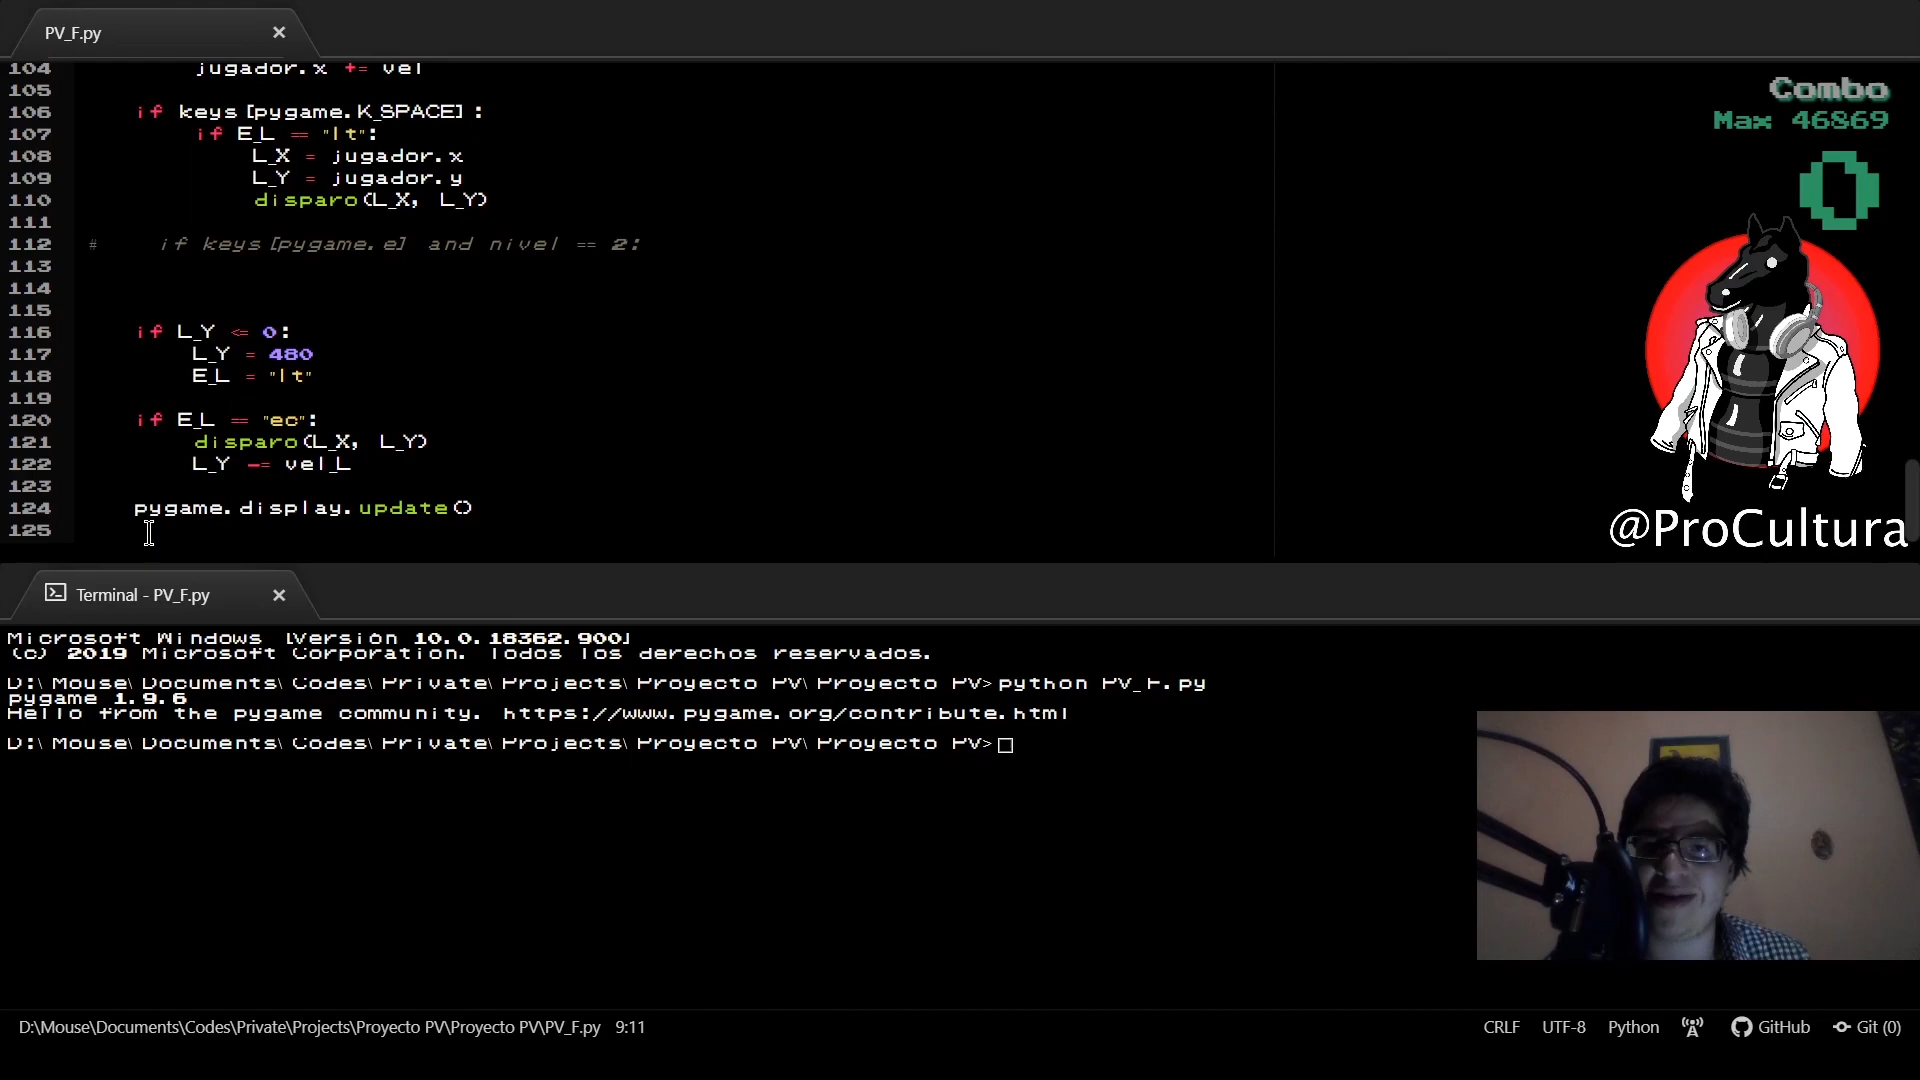 PV_F.py
104 jugador.x += vel
105
106 if keys[pygame.K_SPACE] :
107 if E_L == "lt":
108 L_X = jugador.x
109 L_Y = jugador.y
110 disparo(L_X, L_Y)
111
112 # if keys[pygame.e] and nivel == 2:
113
114
115
116 if L_Y <= 0:
117 L_Y = 480
118 E_L = "lt"
119
120 if E_L == "ec":
121 disparo(L_X, L_Y)
122 L_Y -= vel_L
123
124 pygame.display.update()
125
Combo
Max 46869
0
@ProCultura
Terminal - PV_F.py
Microsoft Windows [Versión 10.0.18362.900]
(c) 2019 Microsoft Corporation. Todos los derechos reservados.
D:\Mouse\Documents\Codes\Private\Projects\Proyecto PV\Proyecto PV>python PV_F.py
pygame 1.9.6
Hello from the pygame community. https://www.pygame.org/contribute.html
D:\Mouse\Documents\Codes\Private\Projects\Proyecto PV\Proyecto PV>
D:\Mouse\Documents\Codes\Private\Projects\Proyecto PV\Proyecto PV\PV_F.py 9:11
CRLF UTF-8 Python GitHub Git (0)